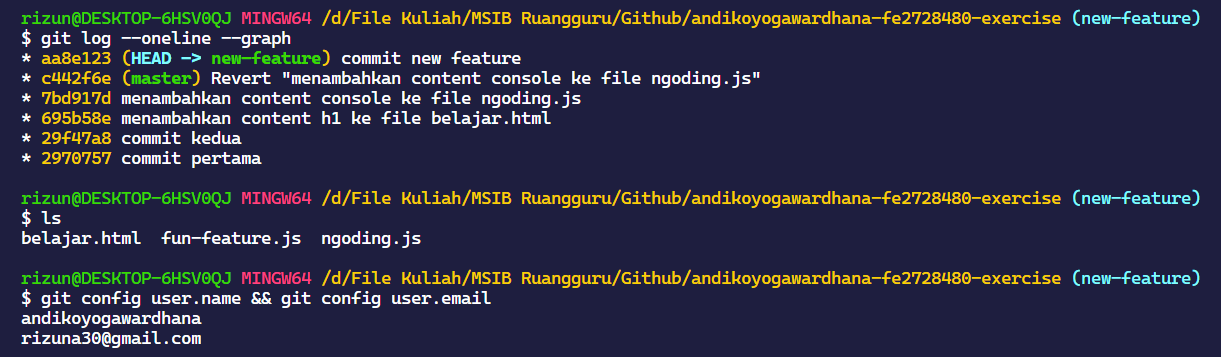 rizun@DESKTOP-6HSV0QJ MINGW64 /d/File Kuliah/MSIB Ruangguru/Github/andikoyogawardhana-fe2728480-exercise (new-feature)
$ git log --oneline --graph
* aa8e123 (HEAD -> new-feature) commit new feature
* c442f6e (master) Revert "menambahkan content console ke file ngoding.js"
* 7bd917d menambahkan content console ke file ngoding.js
* 695b58e menambahkan content h1 ke file belajar.html
* 29f47a8 commit kedua
* 2970757 commit pertama
rizun@DESKTOP-6HSV0QJ MINGW64 /d/File Kuliah/MSIB Ruangguru/Github/andikoyogawardhana-fe2728480-exercise (new-feature)
$ ls
belajar.html  fun-feature.js  ngoding.js
rizun@DESKTOP-6HSV0QJ MINGW64 /d/File Kuliah/MSIB Ruangguru/Github/andikoyogawardhana-fe2728480-exercise (new-feature)
$ git config user.name && git config user.email
andikoyogawardhana
rizuna30@gmail.com